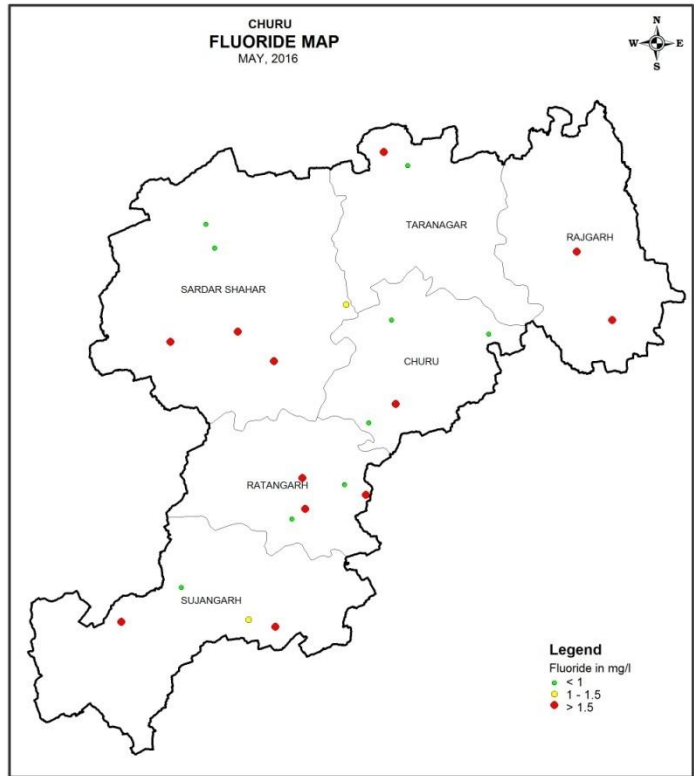 CHURU
FLUORIDE MAP
MAY, 2016
N
W E
S
TARANAGAR
RAJGARH
SARDAR SHAHAR
CHURU
RATANGARH
SUJANGARH
Legend
Fluoride in mg/l
< 1
1 - 1.5
> 1.5